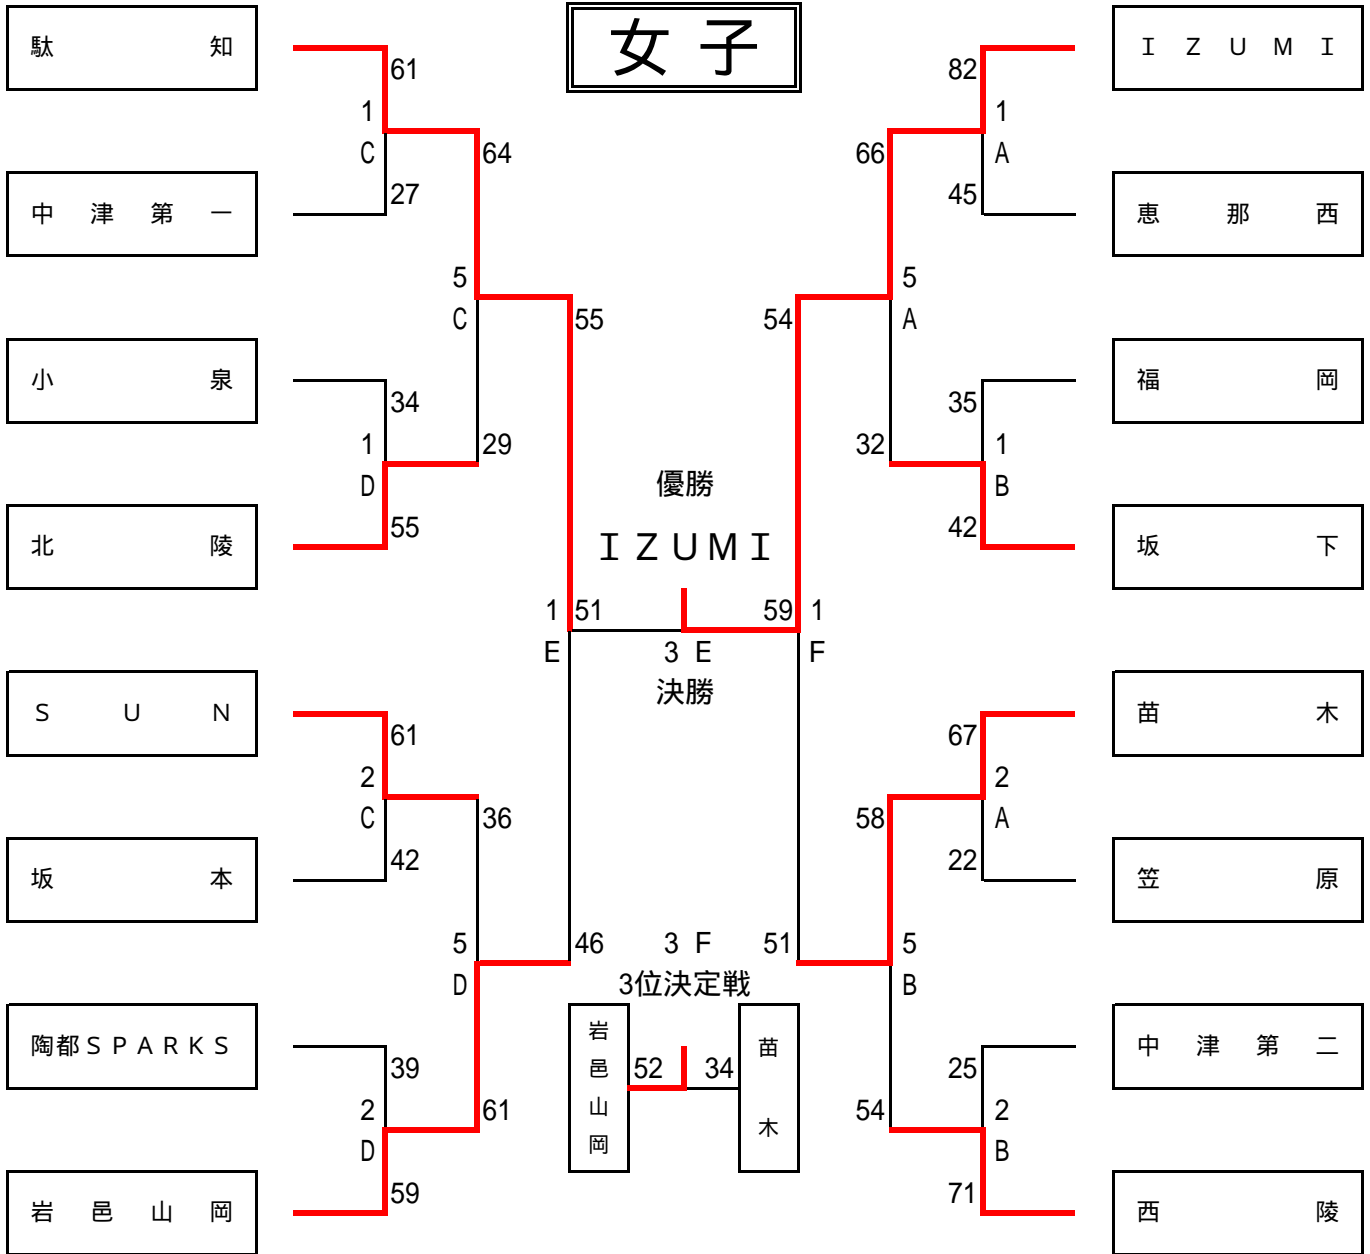 女子
駄知
61
1
C
27
中津第一
64
5
C
29
小泉
34
1
D
55
北陵
55
1
E
46
SUN
61
2
C
42
坂本
36
5
D
61
陶都SPARKS
39
2
D
59
岩邑山岡
優勝
IZUMI
51
59
3 E
決勝
3 F
3位決定戦
岩邑山岡
52
34
苗木
IZUMI
82
1
A
45
恵那西
66
5
A
32
福岡
35
1
B
42
坂下
54
1
F
51
苗木
67
2
A
22
笠原
58
5
B
54
中津第二
25
2
B
71
西陵